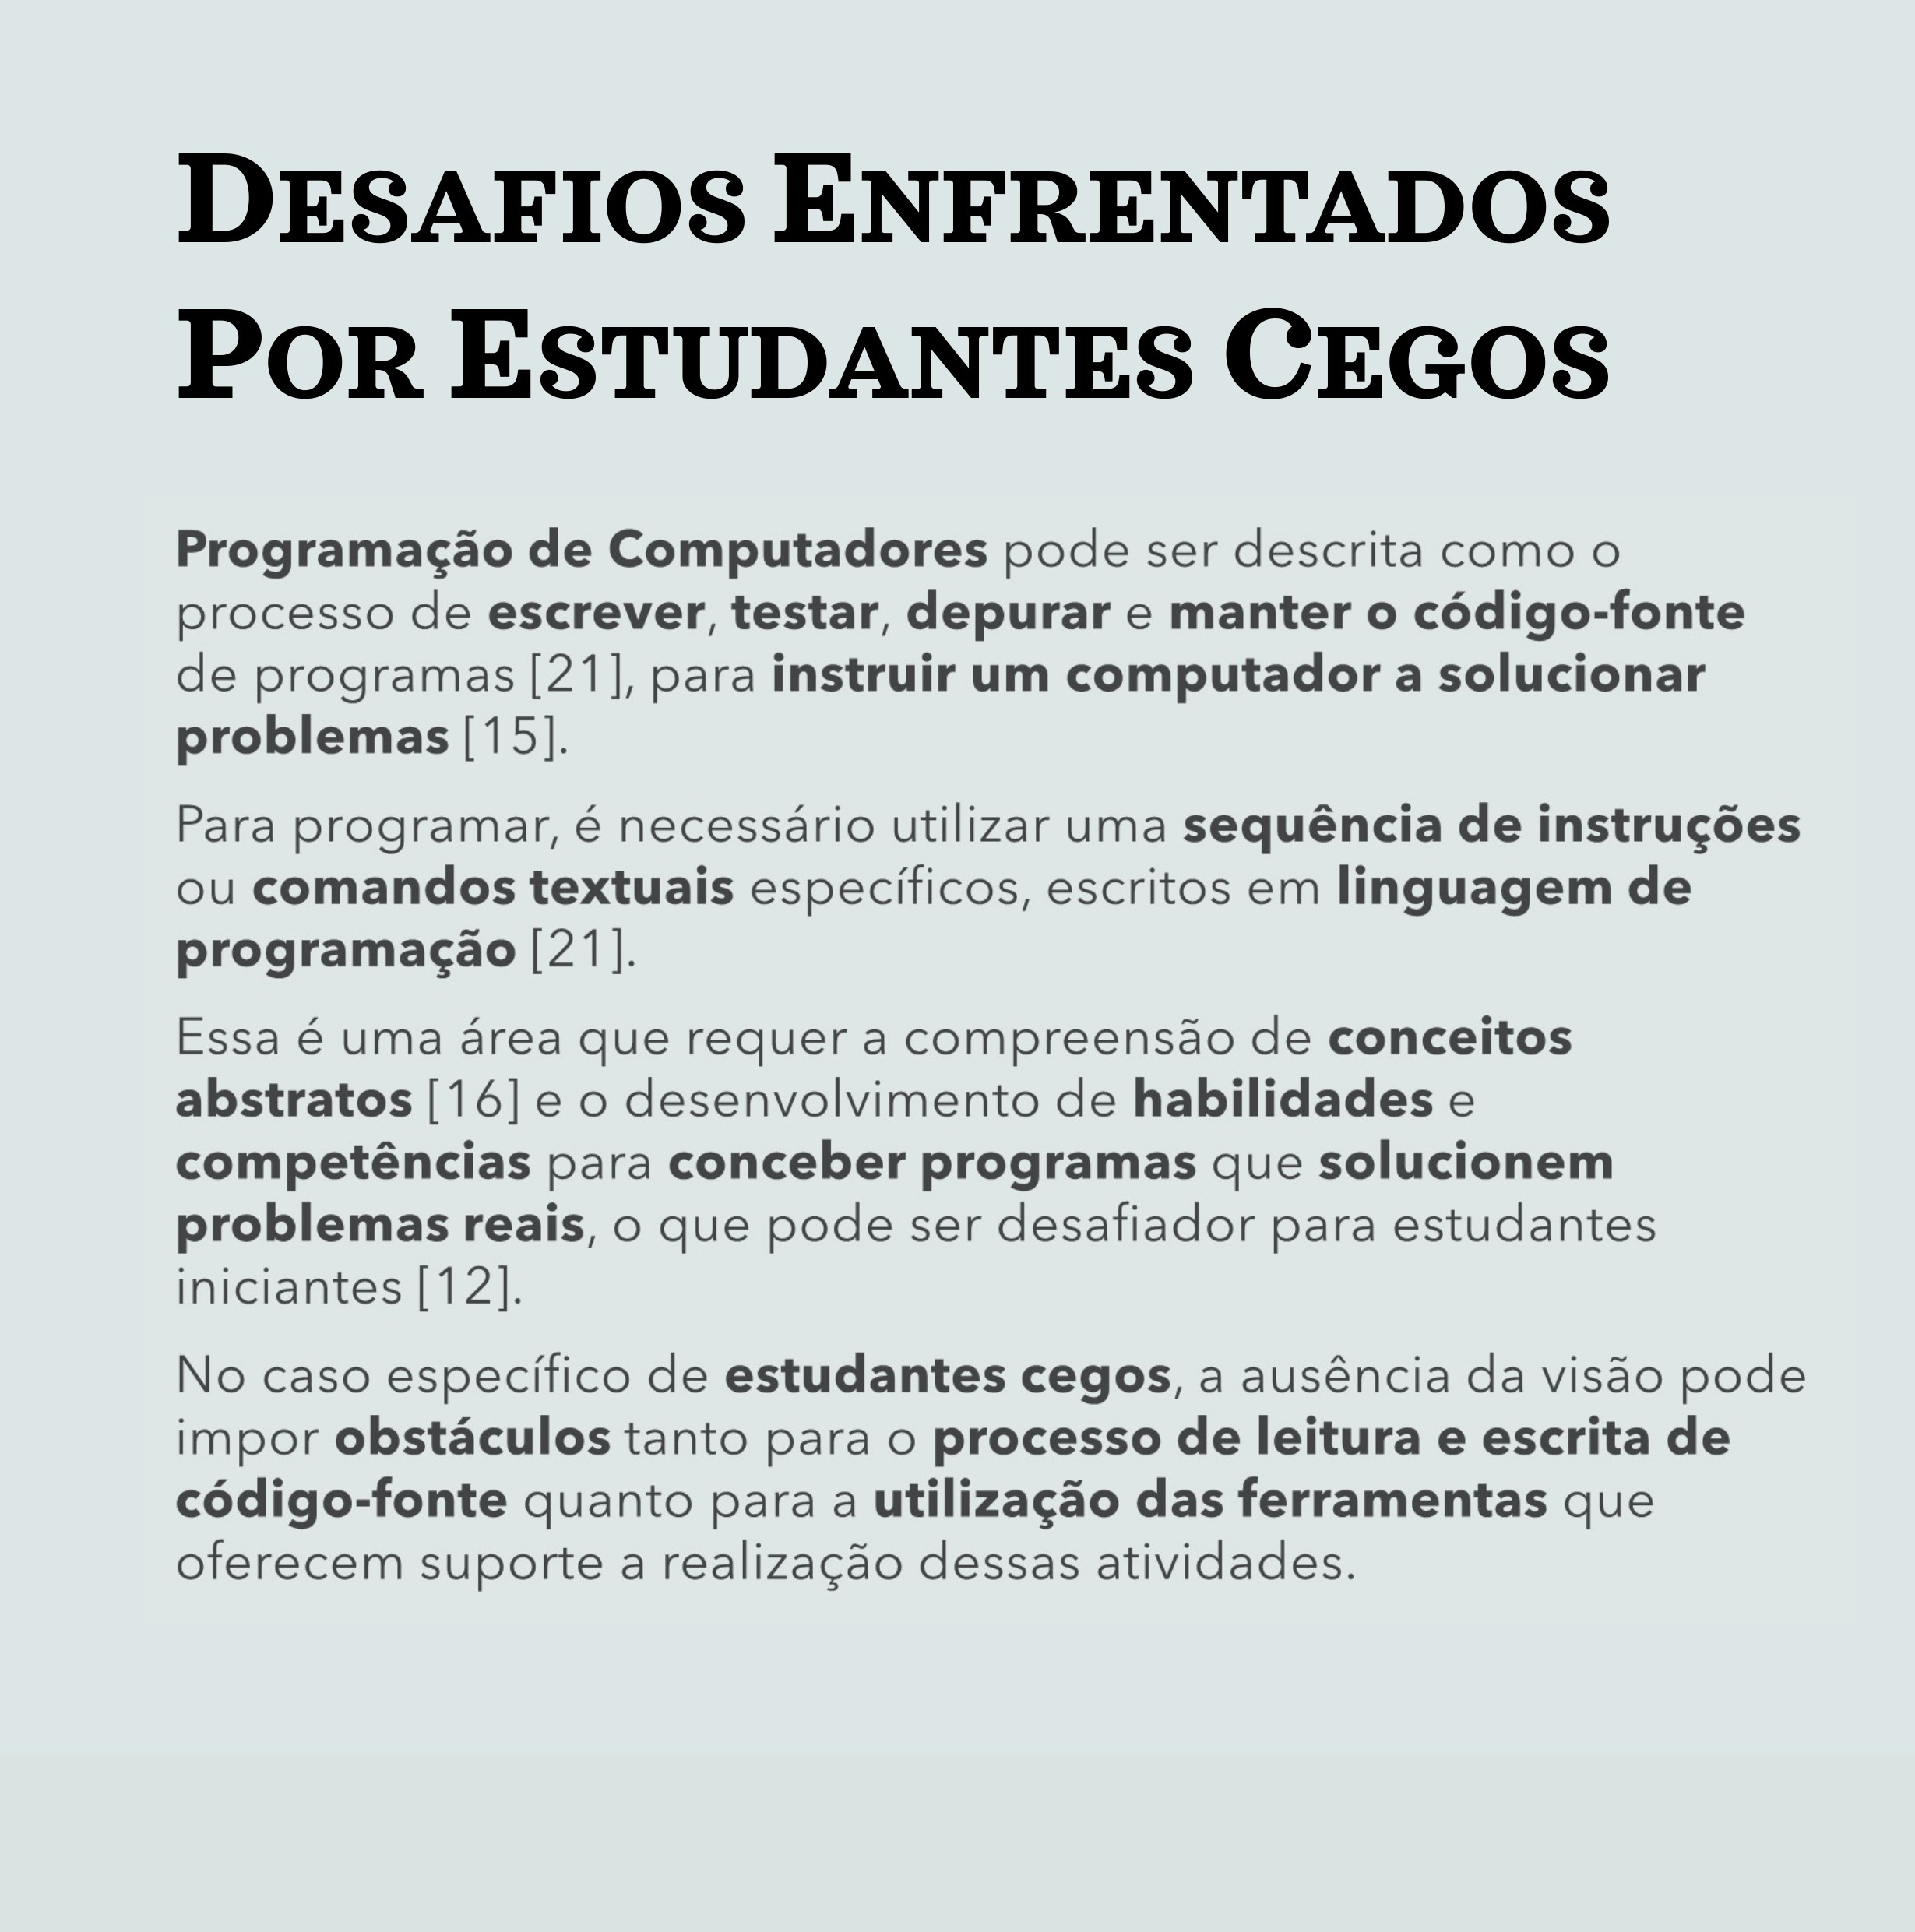 Desafios Enfrentados
Por Estudantes Cegos
Programação de Computadores pode ser descrita como o
processo de escrever, testar, depurar e manter o código-fonte
de programas [21], para instruir um computador a solucionar
problemas [15].
Para programar, é necessário utilizar uma sequência de instruções
ou comandos textuais específicos, escritos em linguagem de
programação [21].
Essa é uma área que requer a compreensão de conceitos
abstratos [16] e o desenvolvimento de habilidades e
competências para conceber programas que solucionem
problemas reais, o que pode ser desafiador para estudantes
iniciantes [12].
No caso específico de estudantes cegos, a ausência da visão pode
impor obstáculos tanto para o processo de leitura e escrita de
código-fonte quanto para a utilização das ferramentas que
oferecem suporte a realização dessas atividades.